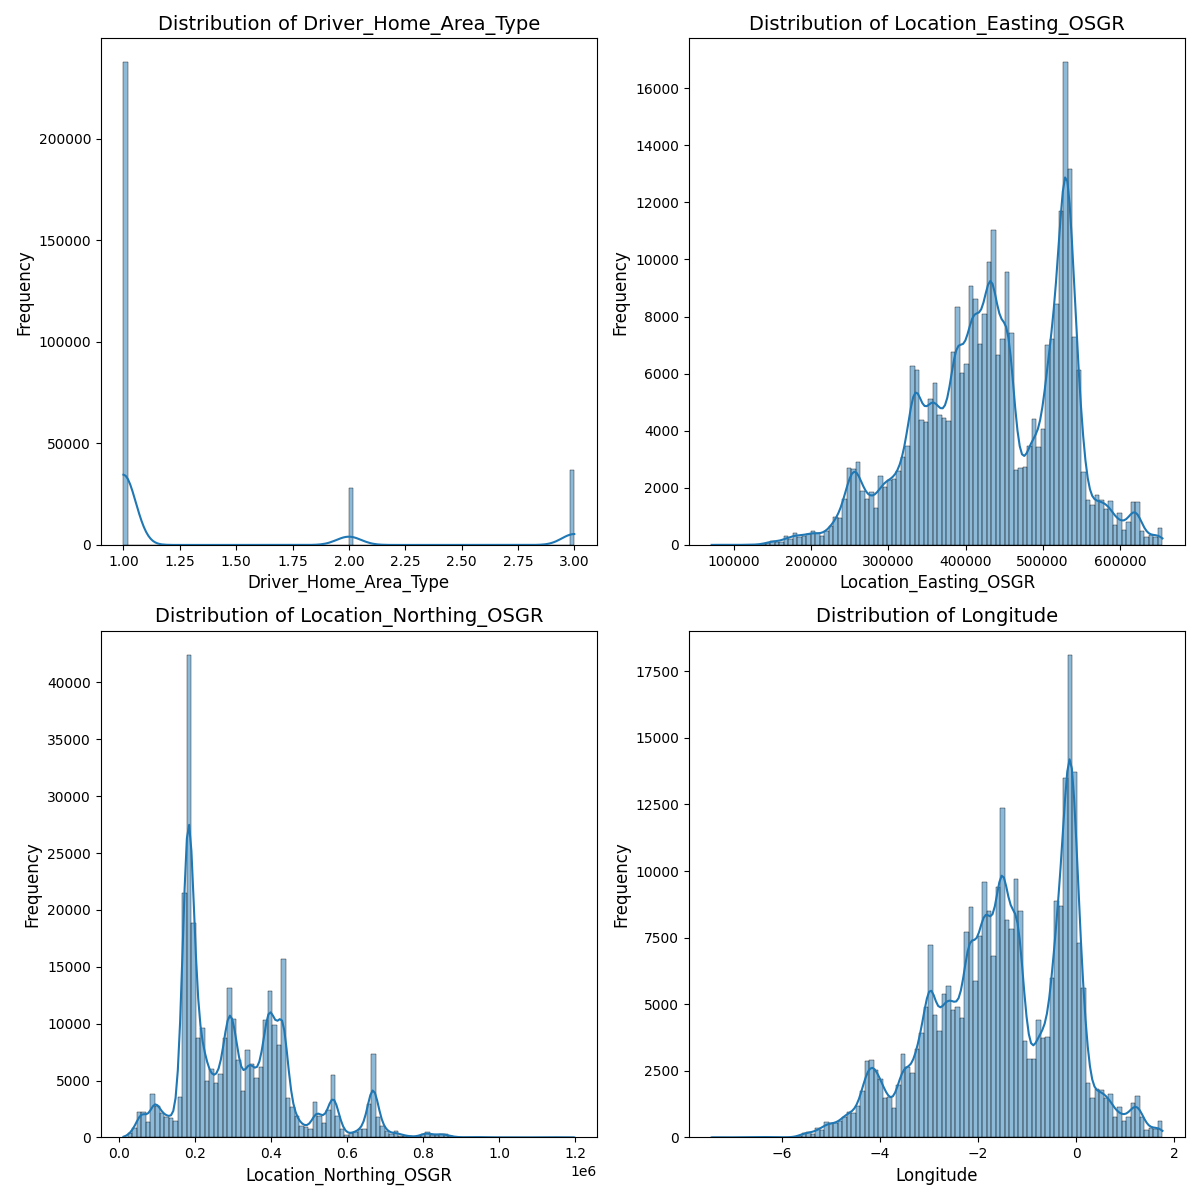 Distribution of Driver_Home_Area_Type
Frequency
200000
150000
100000
50000
0
1.00 1.25 1.50 1.75 2.00 2.25 2.50 2.75 3.00
Driver_Home_Area_Type
Distribution of Location_Easting_OSGR
Frequency
16000
14000
12000
10000
8000
6000
4000
2000
0
100000 200000 300000 400000 500000 600000
Location_Easting_OSGR
Distribution of Location_Northing_OSGR
Frequency
40000
35000
30000
25000
20000
15000
10000
5000
0
0.0 0.2 0.4 0.6 0.8 1.0 1.2
1e6
Location_Northing_OSGR
Distribution of Longitude
Frequency
17500
15000
12500
10000
7500
5000
2500
0
−6 −4 −2 0 2
Longitude